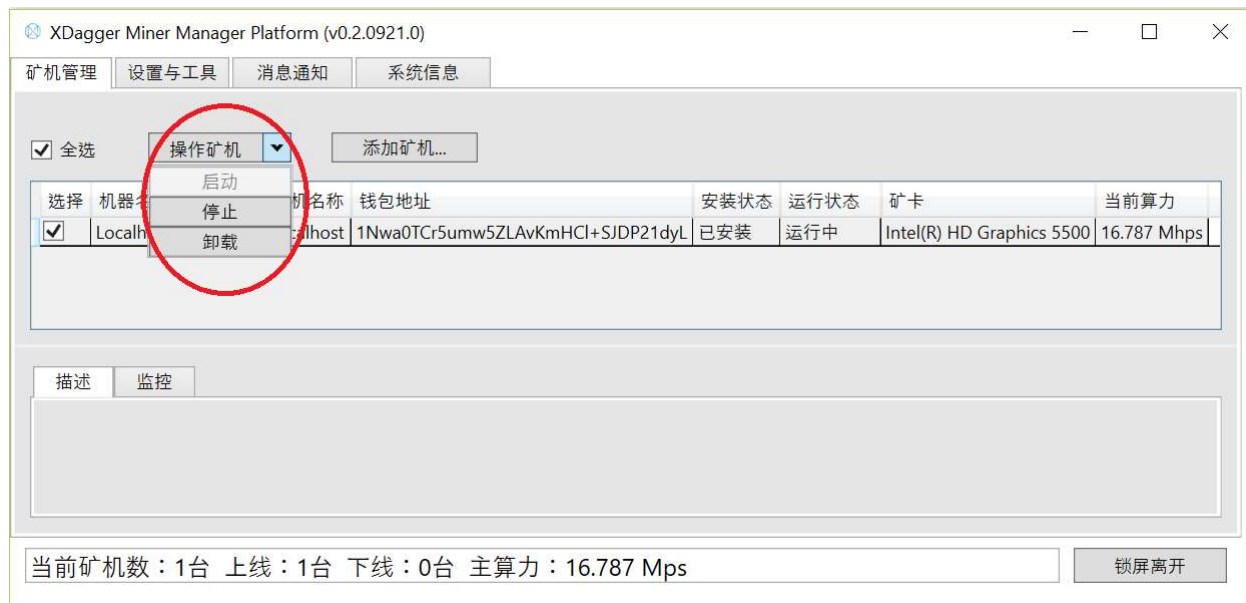 XDagger Miner Manager Platform (v0.2.0921.0)
矿机管理 设置与工具 消息通知 系统信息
全选 操作矿机 添加矿机...
启动
停止
卸载
选择 机器 机名称 钱包地址 安装状态 运行状态 矿卡 当前算力
Localh alhost 1Nwa0TCr5umw5ZLAvKmHCl+SJDP21dyL 已安装 运行中 Intel(R) HD Graphics 5500 16.787 Mhps
描述 监控
当前矿机数：1台 上线：1台 下线：0台 主算力：16.787 Mps
锁屏离开